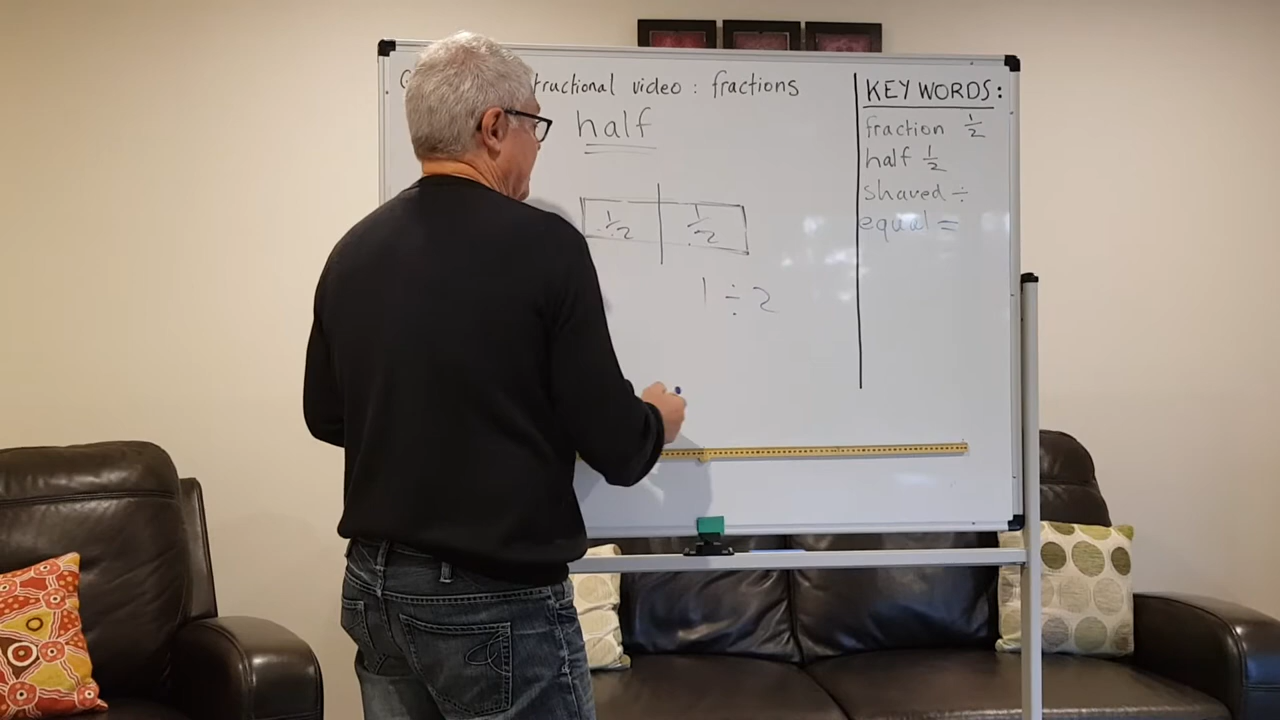 tructional video : fractions
half
1/2 1/2
1 ÷ 2
KEY WORDS:
fraction 1/2
half 1/2
shared ÷
equal =